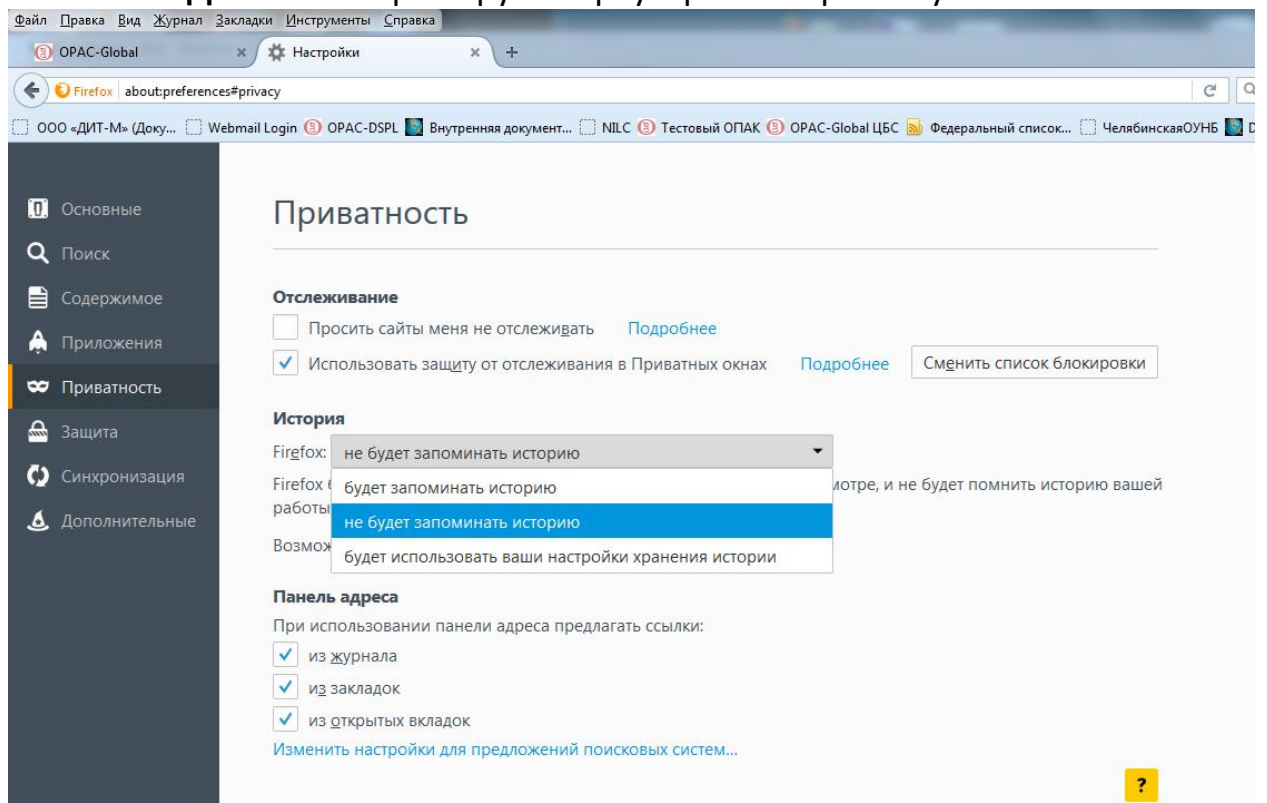 Файл Правка Вид Журнал Закладки Инструменты Справка
OPAC-Global × Настройки × +
Firefox about:preferences#privacy
ООО «ДИТ-М» (Доку... Webmail Login OPAC-DSPL Внутренняя документ... NILC Тестовый ОПАК OPAC-Global ЦБС Федеральный список... ЧелябинскаяОУНБ
Основные
Поиск
Содержимое
Приложения
Приватность
Защита
Синхронизация
Дополнительные
Приватность
Отслеживание
Просить сайты меня не отслеживать Подробнее
Использовать защиту от отслеживания в Приватных окнах Подробнее Сменить список блокировки
История
Firefox: не будет запоминать историю
будет запоминать историю
не будет запоминать историю
будет использовать ваши настройки хранения истории
Firefox мотре, и не будет помнить историю вашей
работы
Возмож
Панель адреса
При использовании панели адреса предлагать ссылки:
из журнала
из закладок
из открытых вкладок
Изменить настройки для предложений поисковых систем...
?